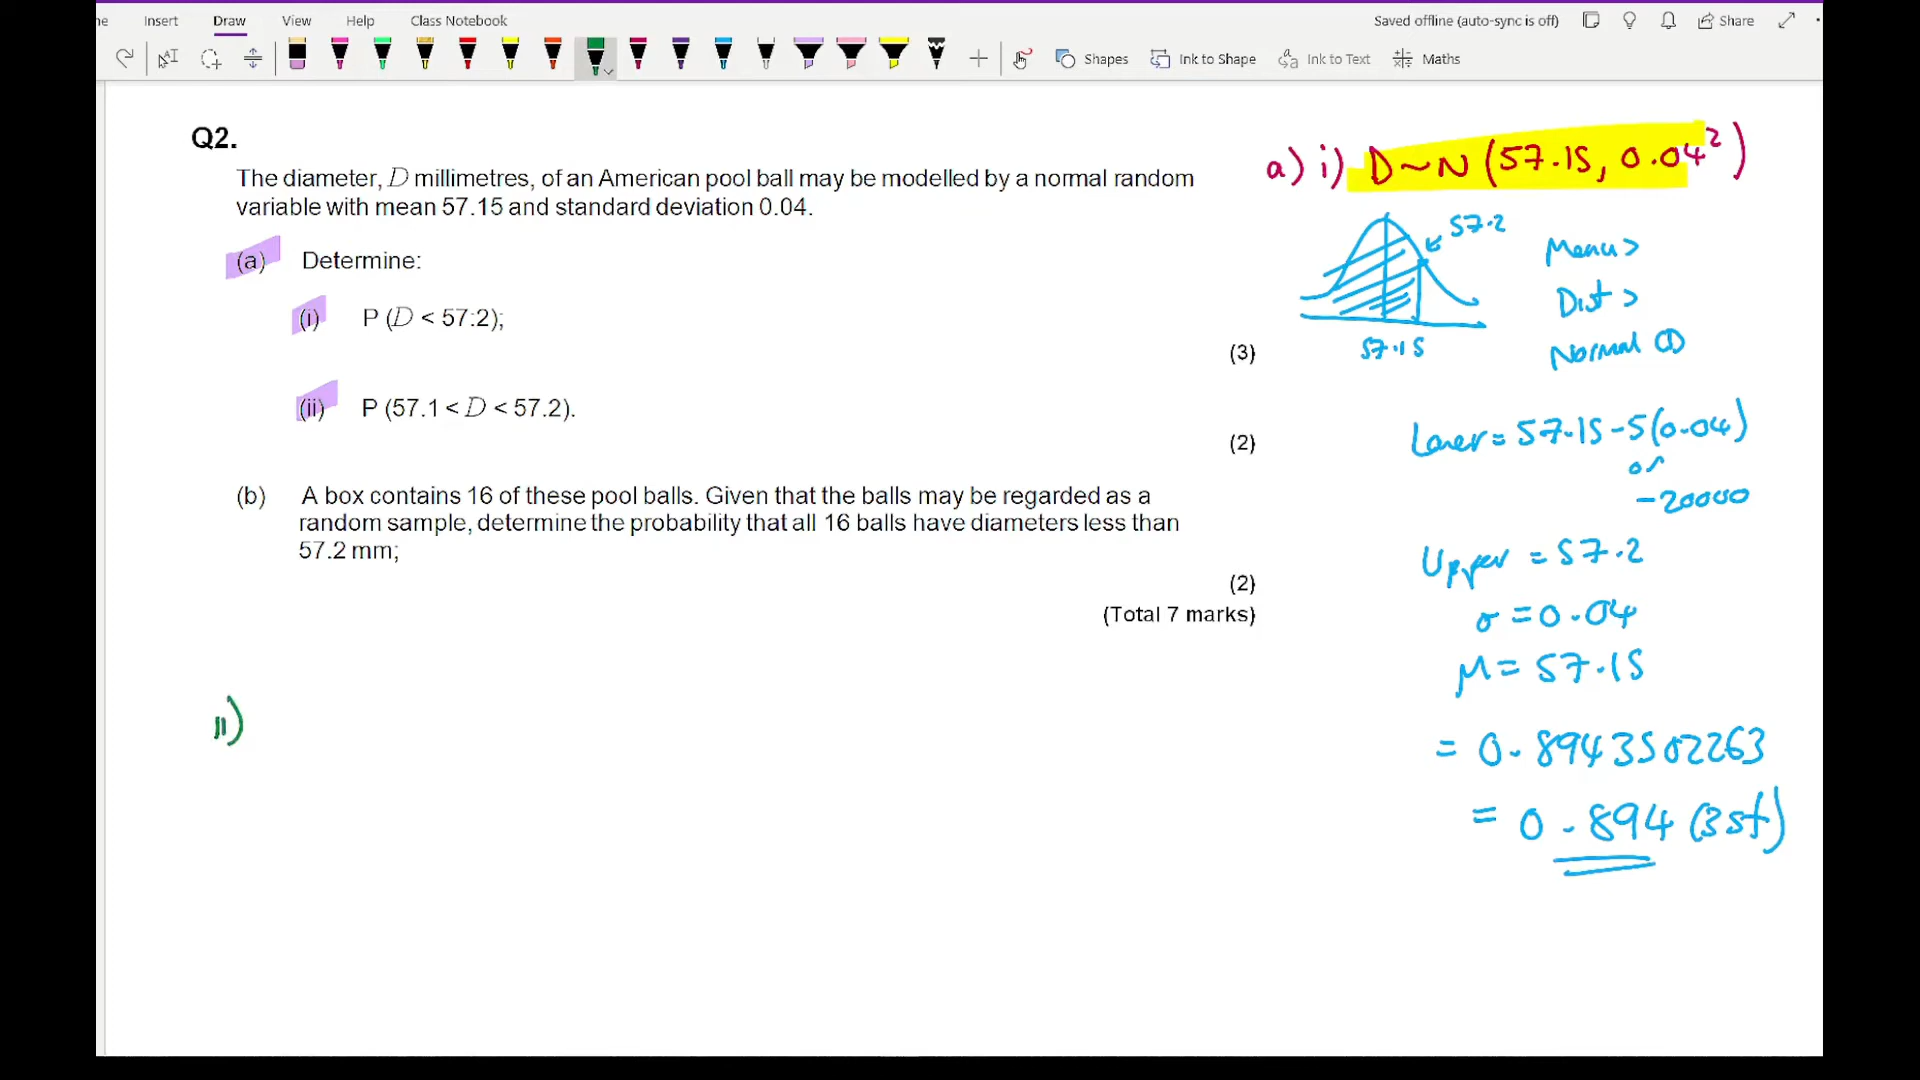 Insert Draw View Help Class Notebook Saved offline (auto-sync is off) Share
Shapes Ink to Shape Ink to Text Maths
Q2.
The diameter, D millimetres, of an American pool ball may be modelled by a normal random
variable with mean 57.15 and standard deviation 0.04.
(a) Determine:
(i) P (D < 57:2);
(3)
(ii) P (57.1 < D < 57.2).
(2)
(b) A box contains 16 of these pool balls. Given that the balls may be regarded as a
random sample, determine the probability that all 16 balls have diameters less than
57.2 mm;
(2)
(Total 7 marks)
ii)
a) i) D~N (57.15, 0.04²)
57.2
57.15
Menu >
Dist >
Normal CD
Lower = 57.15 - 5(0.04)
or
-20000
Upper = 57.2
σ = 0.04
μ = 57.15
= 0.8943502263
= 0.894 (3sf)